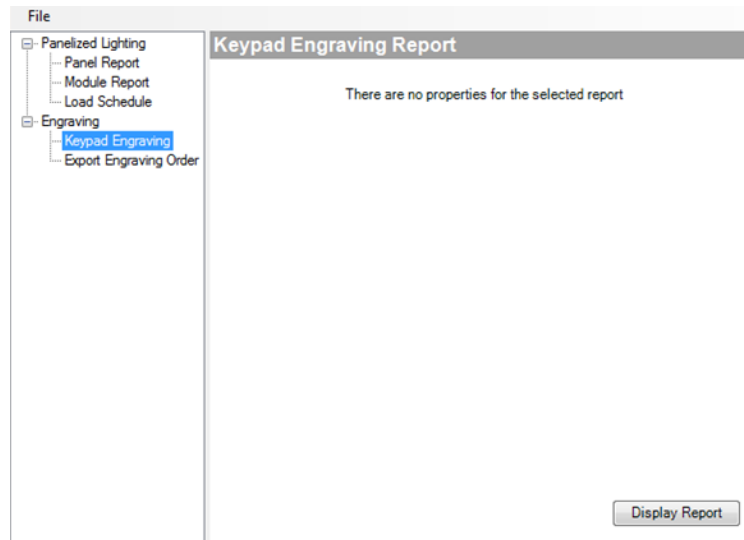 File
Panelized Lighting
Panel Report
Module Report
Load Schedule
Engraving
Keypad Engraving
Export Engraving Order
Keypad Engraving Report
There are no properties for the selected report
Display Report